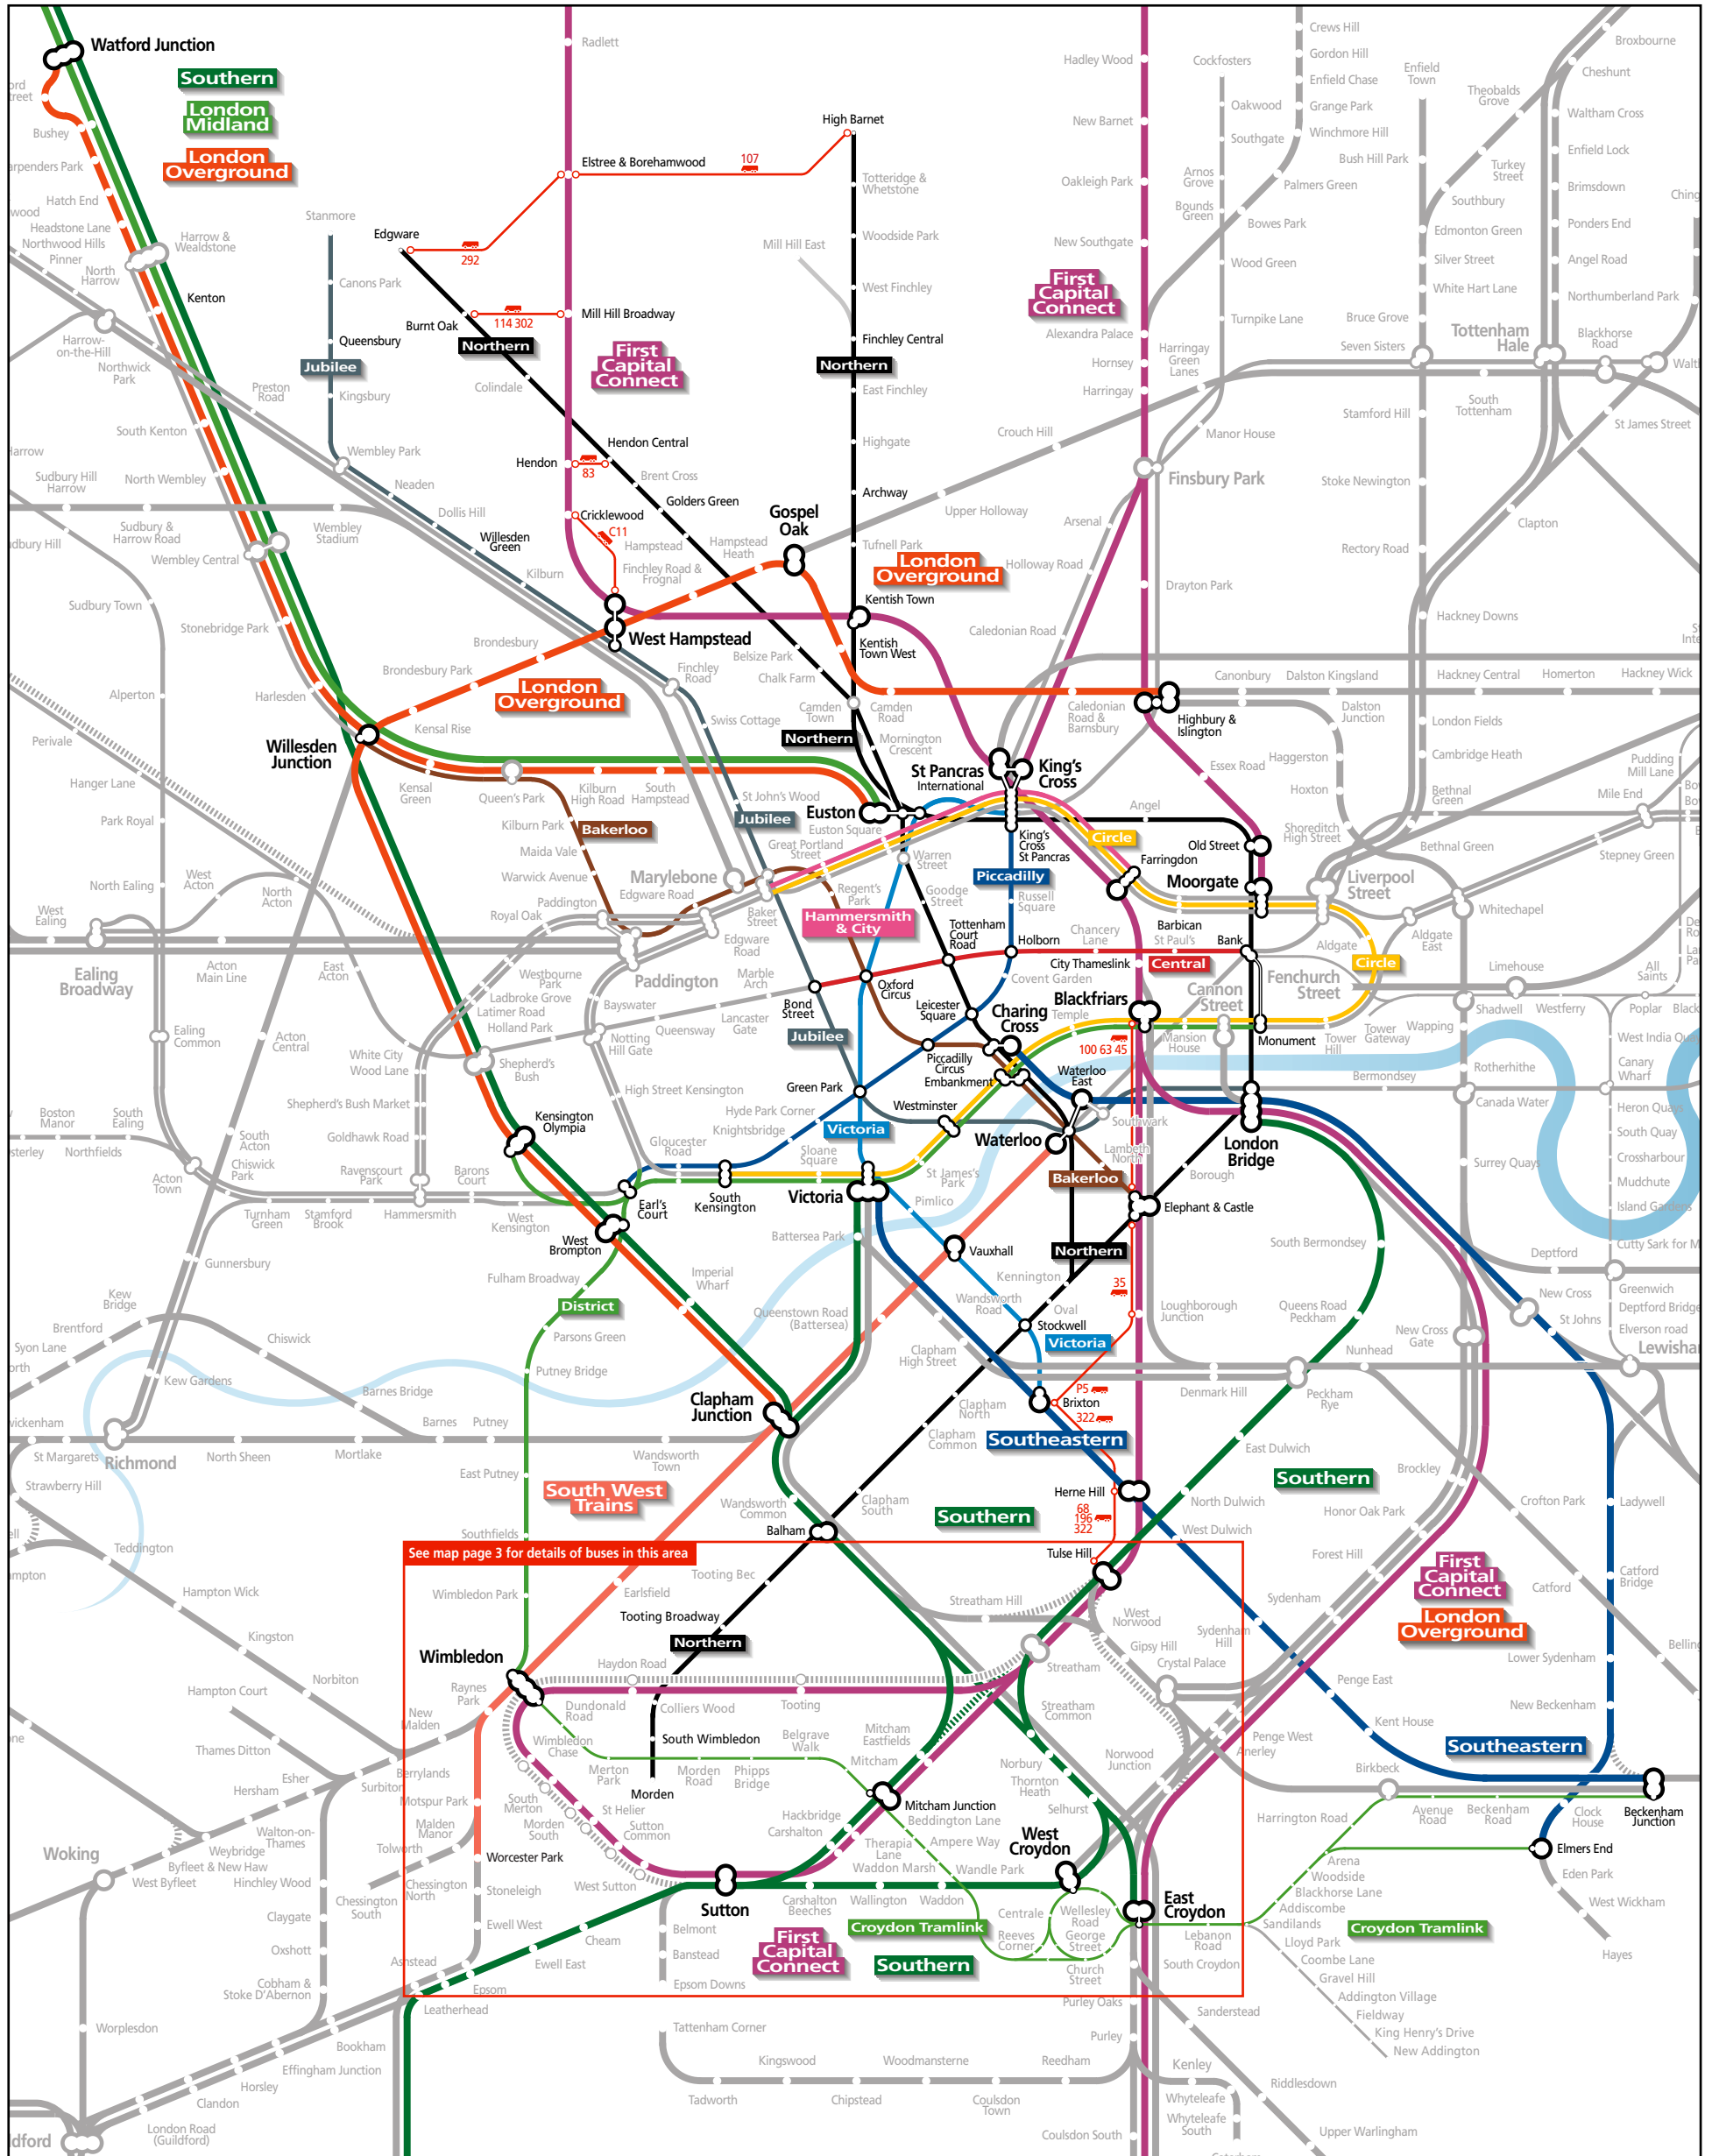 Watford Junction
Southern
London
Midland
London
Overground
Bushey
Hatch End
Headstone Lane
Northwood Hills
Pinner
North
Harrow
Harrow &
Wealdstone
Kenton
Harrow-
on-the-Hill
Northwick
Park
Preston
Road
South Kenton
North Wembley
Sudbury Hill
Harrow
Sudbury &
Harrow Road
Wembley
Stadium
Wembley Central
Sudbury Town
Stonebridge Park
Harlesden
Alperton
Perivale
Hanger Lane
Park Royal
North Ealing
West
Acton
North
Acton
West
Ealing
Ealing
Broadway
Acton
Main Line
East
Acton
Stanmore
Canons Park
Queensbury
Jubilee
Kingsbury
Wembley Park
Neaden
Dollis Hill
Willesden
Green
Kilburn
Edgware
292
Burnt Oak
114 302
Northern
Colindale
Radlett
Elstree & Borehamwood
107
High Barnet
Mill Hill Broadway
First
Capital
Connect
Hendon
83
Hendon Central
Brent Cross
Golders Green
Cricklewood
C11
Hampstead
Hampstead
Heath
Finchley Road &
Frognal
Gospel
Oak
Totteridge &
Whetstone
Woodside Park
Mill Hill East
West Finchley
Finchley Central
Northern
East Finchley
Highgate
Archway
Tufnell Park
London
Overground
Kentish Town
Kentish
Town West
West Hampstead
Brondesbury
Brondesbury Park
Kensal Rise
London
Overground
Finchley
Road
Belsize Park
Chalk Farm
Swiss Cottage
Camden
Town
Camden
Road
Northern
Mornington
Crescent
Hadley Wood
New Barnet
Oakleigh Park
New Southgate
First
Capital
Connect
Alexandra Palace
Hornsey
Harringay
Crouch Hill
Upper Holloway
Finsbury Park
Arsenal
Holloway Road
Drayton Park
Caledonian Road
Caledonian
Road &
Barnsbury
Highbury &
Islington
Cockfosters
Oakwood
Southgate
Arnos
Grove
Bounds
Green
Bowes Park
Wood Green
Turnpike Lane
Harringay
Green
Lanes
Manor House
Crews Hill
Gordon Hill
Enfield Chase
Grange Park
Winchmore Hill
Palmers Green
Enfield
Town
Bush Hill Park
Theobalds
Grove
Turkey
Street
Southbury
Edmonton Green
Silver Street
White Hart Lane
Bruce Grove
Seven Sisters
Broxbourne
Cheshunt
Waltham Cross
Enfield Lock
Brimsdown
Ponders End
Angel Road
Northumberland Park
Tottenham
Hale
Blackhorse
Road
South
Tottenham
Stamford Hill
St James Street
Stoke Newington
Clapton
Rectory Road
Hackney Downs
Canonbury
Dalston Kingsland
Hackney Central
Homerton
Hackney Wick
Dalston
Junction
London Fields
Haggerston
Cambridge Heath
Hoxton
Bethnal
Green
Pudding
Mill Lane
Mile End
Shoreditch
High Street
Bethnal Green
Stepney Green
Essex Road
Willesden
Junction
Kensal
Green
Queen's Park
Kilburn
High Road
South
Hampstead
Kilburn Park
Bakerloo
Maida Vale
Warwick Avenue
Paddington
Royal Oak
Edgware Road
Marylebone
St John's Wood
Jubilee
Great Portland
Street
Baker
Street
Euston
Euston Square
St Pancras
International
King's
Cross
King's
Cross
St Pancras
Angel
Circle
Old Street
Farringdon
Moorgate
Liverpool
Street
Whitechapel
Warren
Street
Regent's
Park
Goodge
Street
Piccadilly
Russell
Square
Hammersmith
& City
Tottenham
Court
Road
Holborn
Chancery
Lane
Barbican
St Paul's
Bank
City Thameslink
Central
Aldgate
Aldgate
East
Circle
Edgware
Road
Paddington
Marble
Arch
Bond
Street
Oxford
Circus
Covent Garden
Leicester
Square
Charing
Cross
Blackfriars
Temple
100 63 45
Cannon
Street
Fenchurch
Street
Mansion
House
Monument
Tower
Hill
Tower
Gateway
Limehouse
All
Saints
Shadwell
Westferry
Poplar
Wapping
Westbourne
Park
Ladbroke Grove
Latimer Road
Holland Park
Bayswater
Lancaster
Gate
Queensway
Notting
Hill Gate
White City
Wood Lane
Shepherd's
Bush
High Street Kensington
Ealing
Common
Acton
Central
Boston
Manor
South
Ealing
Northfields
South
Acton
Acton
Town
Chiswick
Park
Shepherd's Bush Market
Goldhawk Road
Ravenscourt
Park
Barons
Court
Turnham
Green
Stamford
Brook
Hammersmith
West
Kensington
Kensington
Olympia
Jubilee
Green Park
Piccadilly
Circus
Embankment
Hyde Park Corner
Knightsbridge
Victoria
Westminster
Waterloo
East
Waterloo
Southwark
Lambeth
North
Bakerloo
Borough
London
Bridge
Bermondsey
Rotherhithe
Canada Water
Surrey Quays
Canary
Wharf
Heron Quays
South Quay
Crossharbour
Mudchute
Island Gardens
Deptford
Greenwich
Deptford Bridge
Elverson road
Gloucester
Road
Sloane
Square
St James's
Park
South
Kensington
Victoria
Earl's
Court
West
Brompton
Pimlico
Battersea Park
Vauxhall
Elephant & Castle
Northern
Kennington
Oval
35
Loughborough
Junction
South Bermondsey
Queens Road
Peckham
New Cross
Gate
New Cross
St Johns
Nunhead
Gunnersbury
Kew
Bridge
Brentford
Syon Lane
Chiswick
Kew Gardens
Barnes Bridge
Barnes
Putney
St Margarets
Richmond
North Sheen
Mortlake
Strawberry Hill
Teddington
Fulham Broadway
District
Parsons Green
Putney Bridge
East Putney
Imperial
Wharf
Queenstown Road
(Battersea)
Clapham
Junction
Wandsworth
Town
South West
Trains
Southfields
Wandsworth
Road
Stockwell
Victoria
Clapham
High Street
Clapham
North
Clapham
Common
Clapham
South
P5
Brixton
322
Southeastern
Herne Hill
68
196
322
Tulse Hill
Denmark Hill
Peckham
Rye
East Dulwich
North Dulwich
West Dulwich
Southern
Southern
Brockley
Honor Oak Park
Crofton Park
Ladywell
Forest Hill
Sydenham
First
Capital
Connect
London
Overground
Catford
Catford
Bridge
Lower Sydenham
New Beckenham
Wandsworth
Common
Balham
See map page 3 for details of buses in this area
Wimbledon Park
Earlsfield
Tooting Bec
Tooting Broadway
Northern
Wimbledon
Haydon Road
Streatham Hill
West
Norwood
Gipsy Hill
Sydenham
Hill
Crystal Palace
Streatham
Streatham
Common
Penge East
Kent House
Penge West
Anerley
Southeastern
Hampton Wick
Kingston
Norbiton
Hampton Court
Thames Ditton
Raynes
Park
New
Malden
Berrylands
Surbiton
Esher
Hersham
Walton-on-
Thames
Weybridge
Byfleet & New Haw
West Byfleet
Woking
Worplesdon
Hinchley Wood
Claygate
Oxshott
Cobham &
Stoke D'Abernon
Dundonald
Road
Colliers Wood
Tooting
South Wimbledon
Belgrave
Walk
Mitcham
Eastfields
Mitcham
Wimbledon
Chase
Merton
Park
Morden
Road
Phipps
Bridge
Morden
South
Merton
Morden
South
St Helier
Sutton
Common
West Sutton
Motspur Park
Malden
Manor
Tolworth
Chessington
North
Chessington
South
Worcester Park
Stoneleigh
Ewell West
Hackbridge
Carshalton
Mitcham Junction
Beddington Lane
Therapia
Lane
Ampere Way
Waddon Marsh
Wandle Park
Norbury
Thornton
Heath
Selhurst
Norwood
Junction
West
Croydon
Birkbeck
Harrington Road
Avenue
Road
Beckenham
Road
Clock
House
Beckenham
Junction
Elmers End
Arena
Woodside
Blackhorse Lane
Addiscombe
Sandilands
Eden Park
West Wickham
Hayes
Sutton
Carshalton
Beeches
Wallington
Waddon
Croydon Tramlink
Centrale
Reeves
Corner
Wellesley
Road
George
Street
Church
Street
East
Croydon
Lebanon
Road
Croydon Tramlink
Lloyd Park
Coombe Lane
Gravel Hill
Addington Village
Fieldway
King Henry's Drive
New Addington
Belmont
Banstead
Epsom Downs
First
Capital
Connect
Southern
Cheam
Ewell East
Epsom
Ashstead
Leatherhead
Bookham
Effingham Junction
Horsley
Clandon
London Road
(Guildford)
Tattenham Corner
Kingswood
Woodmansterne
Reedham
Tadworth
Chipstead
Coulsdon
Town
South Croydon
Purley Oaks
Purley
Sanderstead
Kenley
Whyteleafe
Whyteleafe
South
Riddlesdown
Upper Warlingham
Coulsdon South